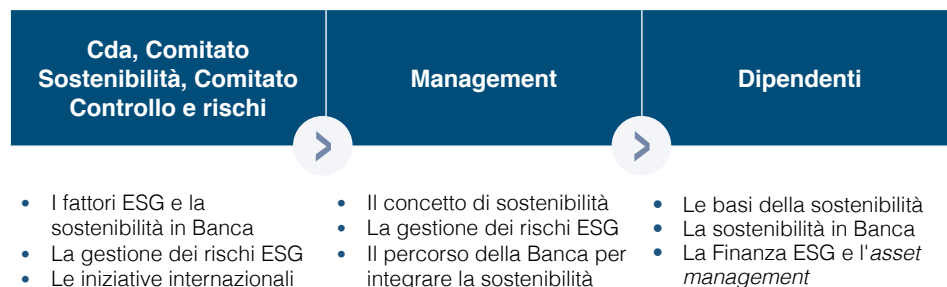 Cda, Comitato
Sostenibilità, Comitato
Controllo e rischi
Management
Dipendenti
• I fattori ESG e la
sostenibilità in Banca
• La gestione dei rischi ESG
• Le iniziative internazionali
• Il concetto di sostenibilità
• La gestione dei rischi ESG
• Il percorso della Banca per
integrare la sostenibilità
• Le basi della sostenibilità
• La sostenibilità in Banca
• La Finanza ESG e l'asset
management